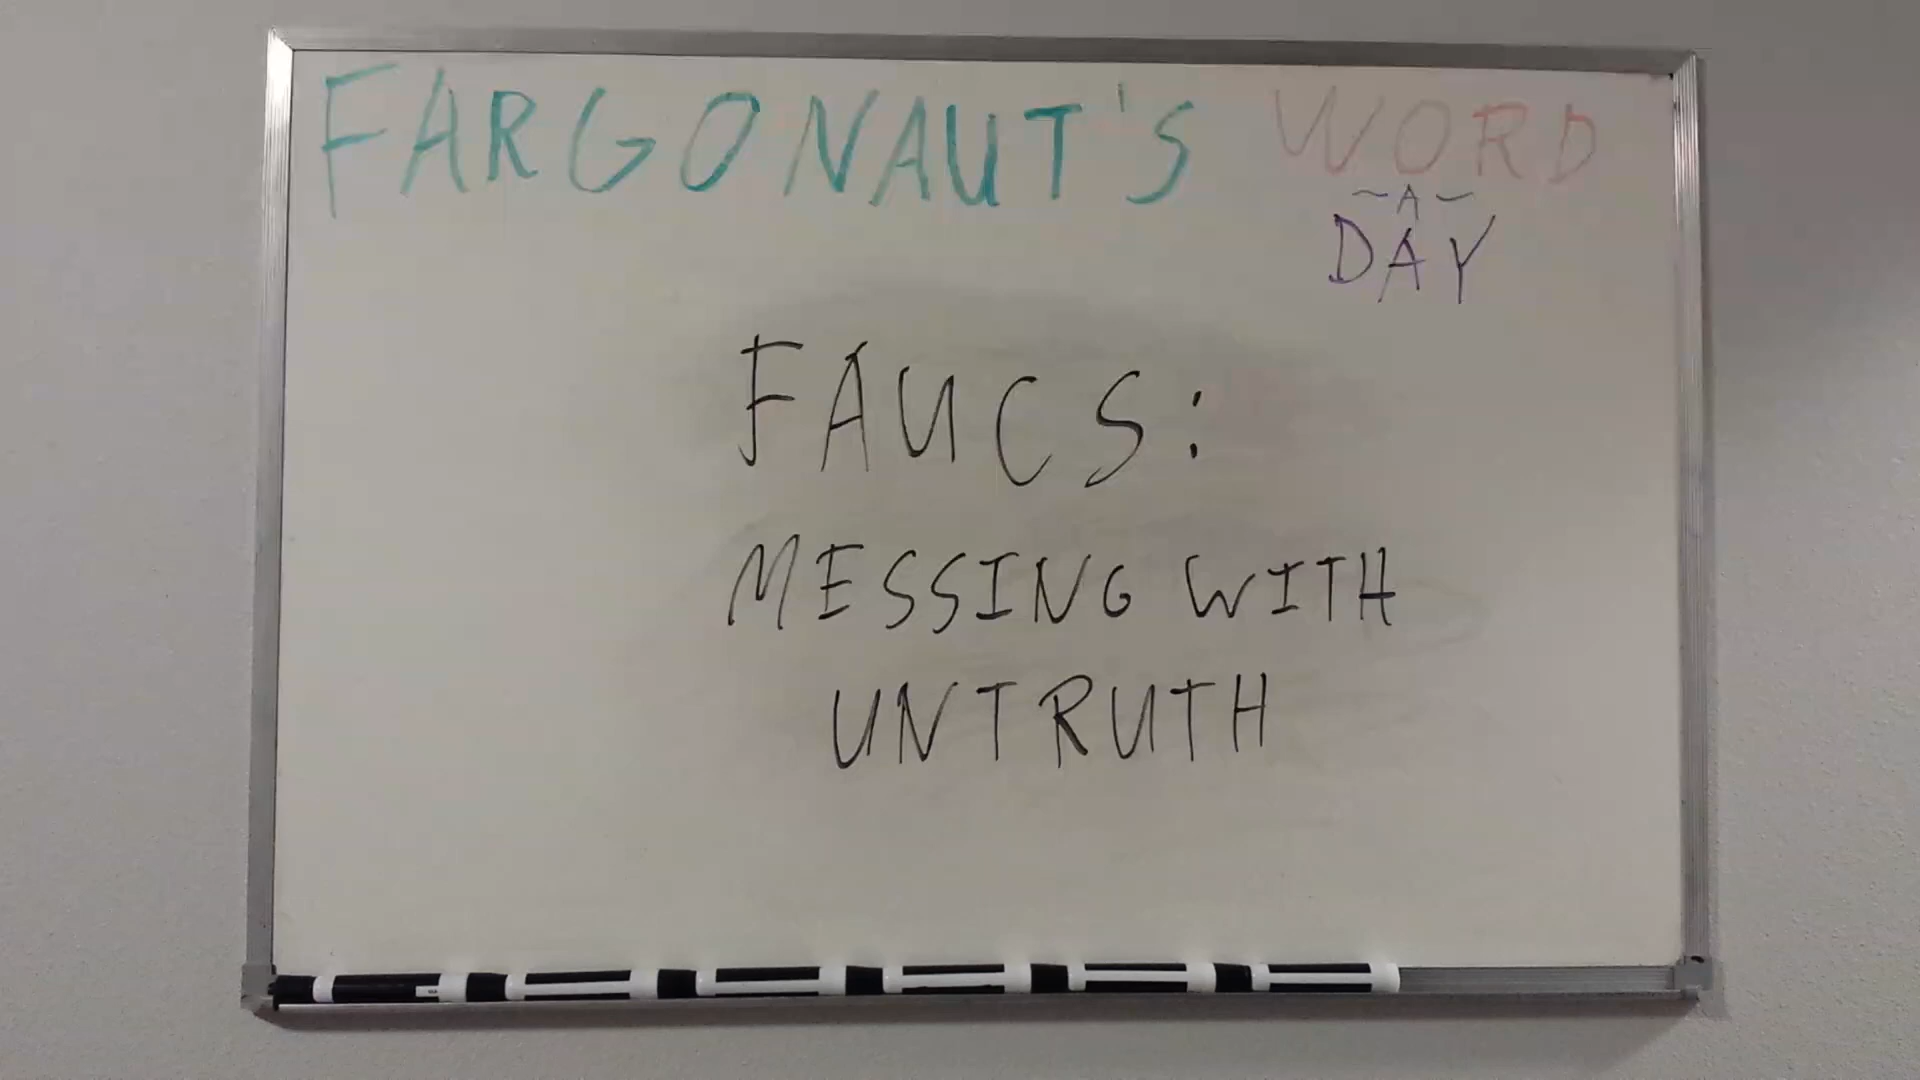 FARGONAUT'S WORD
~A~
DAY
FAUCS:
MESSING WITH
UNTRUTH